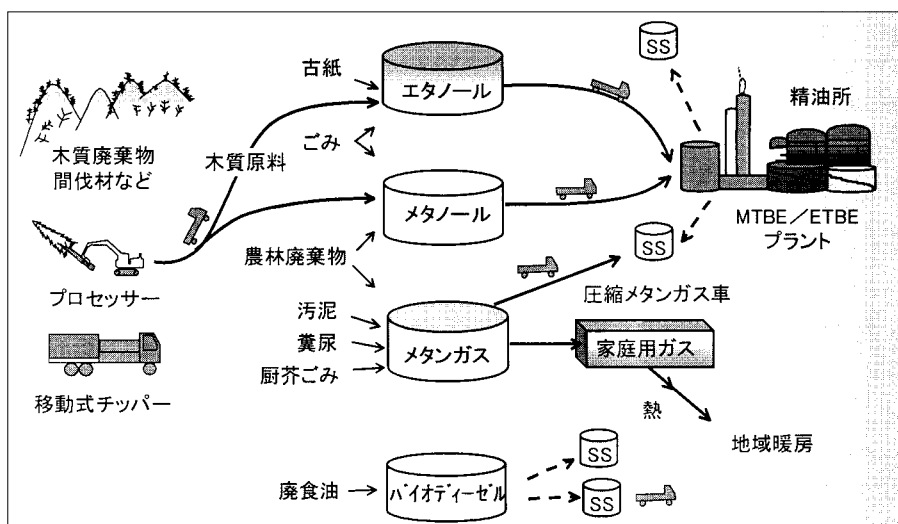 古紙
エタノール
SS
精油所
木質廃棄物
間伐材など
木質原料
ごみ
メタノール
MTBE／ETBE
プラント
SS
農林廃棄物
プロセッサー
汚泥
糞尿
厨芥ごみ
メタンガス
圧縮メタンガス車
家庭用ガス
移動式チッパー
熱
地域暖房
廃食油
バイオディーゼル
SS
SS